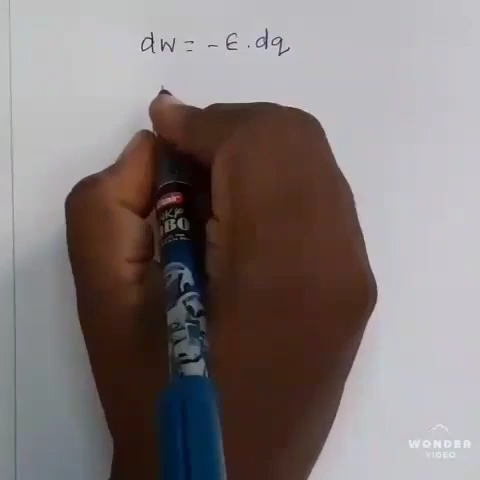 dw = - ε . dq
WONDER
VIDEO